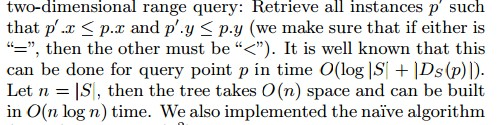 two-dimensional range query: Retrieve all instances p′ such
that p′.x ≤ p.x and p′.y ≤ p.y (we make sure that if either is
“=”, then the other must be “<”). It is well known that this
can be done for query point p in time O(log |S| + |D_S(p)|).
Let n = |S|, then the tree takes O(n) space and can be built
in O(n log n) time. We also implemented the naïve algorithm